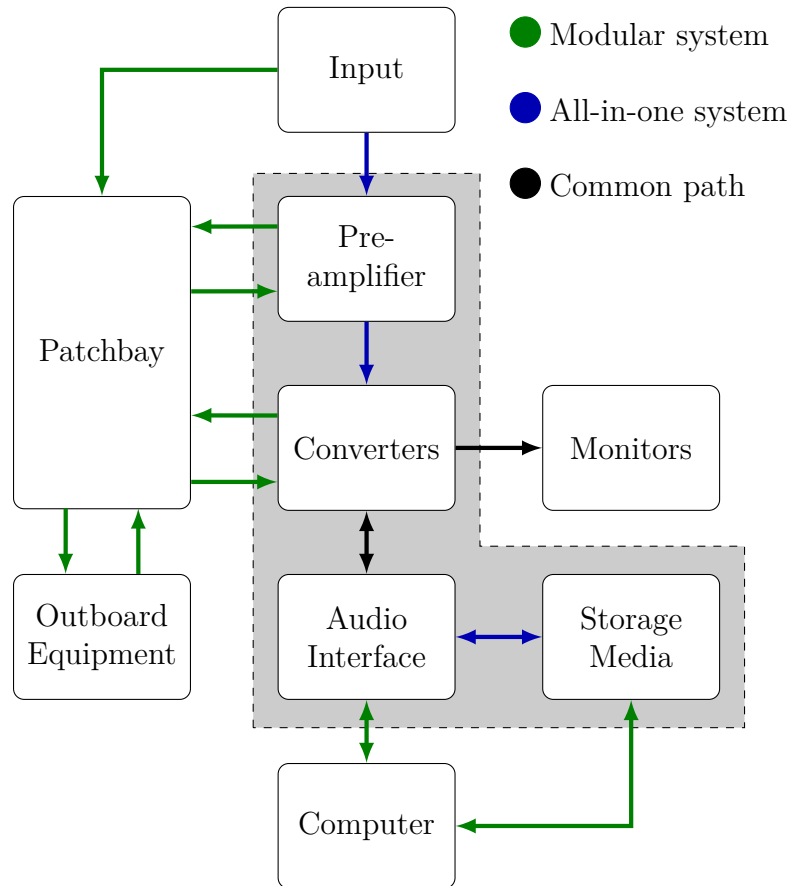 Input
Modular system
All-in-one system
Common path
Pre-
amplifier
Patchbay
Converters
Monitors
Outboard
Equipment
Audio
Interface
Storage
Media
Computer